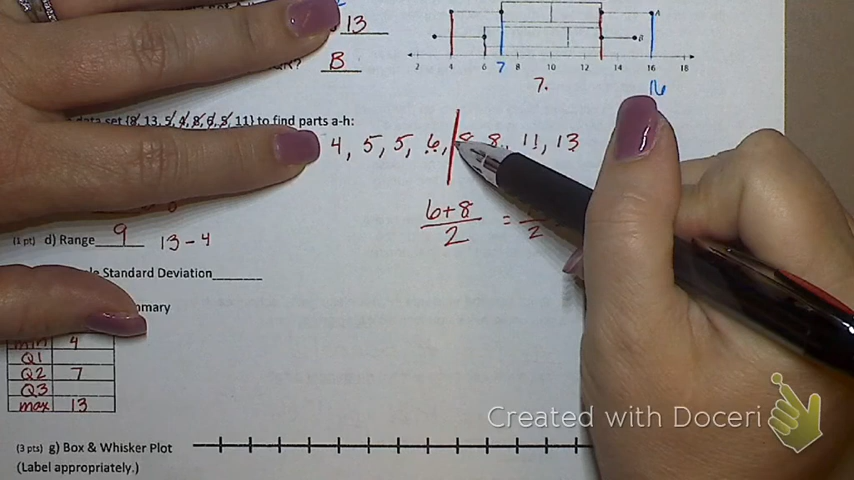 13
A
B
B
2 4 6 8 10 12 14 16 18
7
7.
16
data set {8, 13, 5, 4, 8, 6, 5, 11} to find parts a-h:
4, 5, 5, 6, 8 8, 11, 13
6+8
2
=
2
(1 pt) d) Range 9 13-4
Standard Deviation
min 4
Q1
Q2 7
Q3
max 13
Created with Doceri
(3 pts) g) Box & Whisker Plot
(Label appropriately.)